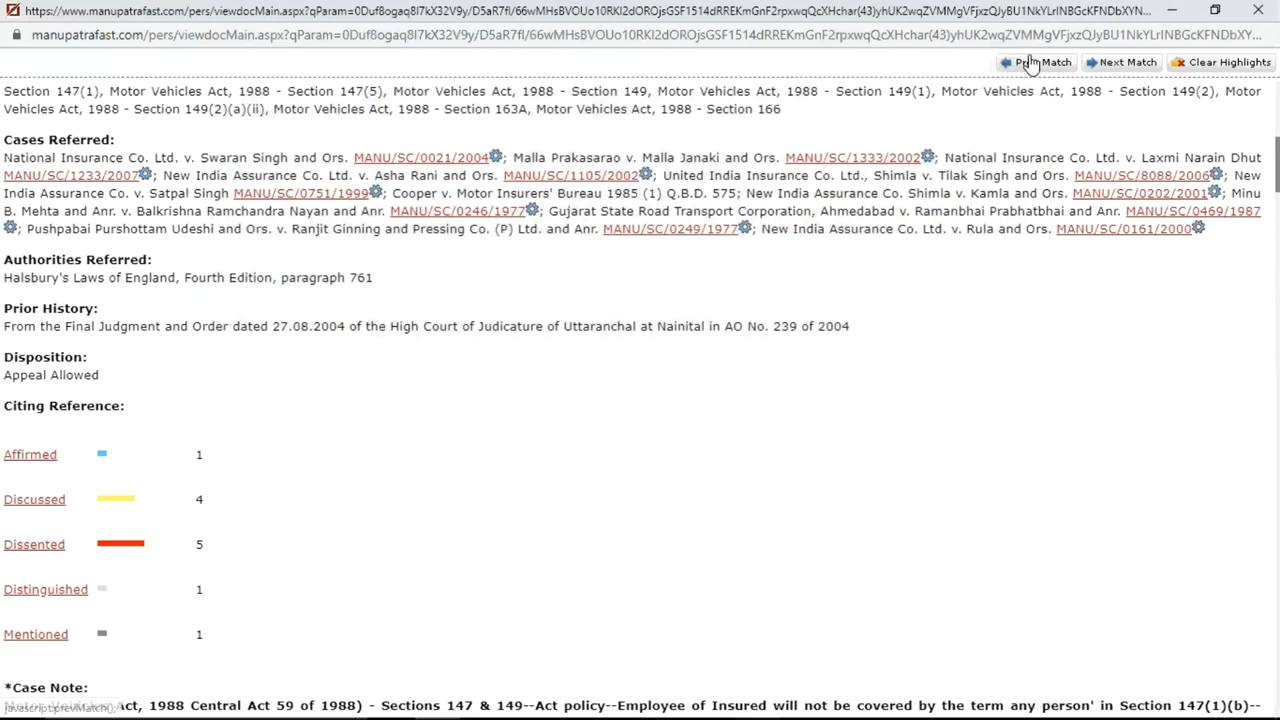 https://www.manupatrafast.com/pers/viewdocMain.aspx?qParam=0Duf8ogaq8I7kX32V9y/D5aR7fl/66wMHsBVOUo10RKI2dOROjsGSF1514dRREKmGnF2rpxwqQcXHchar(43)yhUK2wqZVMMgVFjxzQJyBU1NkYLrINBGcKFNDbXYN...
manupatrafast.com/pers/viewdocMain.aspx?qParam=0Duf8ogaq8I7kX32V9y/D5aR7fl/66wMHsBVOUo10RKI2dOROjsGSF1514dRREKmGnF2rpxwqQcXHchar(43)yhUK2wqZVMMgVFjxzQJyBU1NkYLrINBGcKFNDbXY...
Match Next Match Clear Highlights
Section 147(1), Motor Vehicles Act, 1988 - Section 147(5), Motor Vehicles Act, 1988 - Section 149, Motor Vehicles Act, 1988 - Section 149(1), Motor Vehicles Act, 1988 - Section 149(2), Motor
Vehicles Act, 1988 - Section 149(2)(a)(ii), Motor Vehicles Act, 1988 - Section 163A, Motor Vehicles Act, 1988 - Section 166
Cases Referred:
National Insurance Co. Ltd. v. Swaran Singh and Ors. MANU/SC/0021/2004; Malla Prakasarao v. Malla Janaki and Ors. MANU/SC/1333/2002; National Insurance Co. Ltd. v. Laxmi Narain Dhut
MANU/SC/1233/2007; New India Assurance Co. Ltd. v. Asha Rani and Ors. MANU/SC/1105/2002; United India Insurance Co. Ltd., Shimla v. Tilak Singh and Ors. MANU/SC/8088/2006; New
India Assurance Co. v. Satpal Singh MANU/SC/0751/1999; Cooper v. Motor Insurers' Bureau 1985 (1) Q.B.D. 575; New India Assurance Co. Shimla v. Kamla and Ors. MANU/SC/0202/2001; Minu
B. Mehta and Anr. v. Balkrishna Ramchandra Nayan and Anr. MANU/SC/0246/1977; Gujarat State Road Transport Corporation, Ahmedabad v. Ramanbhai Prabhatbhai and Anr. MANU/SC/0469/1987
; Pushpabai Purshottam Udeshi and Ors. v. Ranjit Ginning and Pressing Co. (P) Ltd. and Anr. MANU/SC/0249/1977; New India Assurance Co. Ltd. v. Rula and Ors. MANU/SC/0161/2000
Authorities Referred:
Halsbury's Laws of England, Fourth Edition, paragraph 761
Prior History:
From the Final Judgment and Order dated 27.08.2004 of the High Court of Judicature of Uttaranchal at Nainital in AO No. 239 of 2004
Disposition:
Appeal Allowed
Citing Reference:
Affirmed 1
Discussed 4
Dissented 5
Distinguished 1
Mentioned 1
*Case Note:
Act, 1988 Central Act 59 of 1988) - Sections 147 & 149--Act policy--Employee of Insured will not be covered by the term any person' in Section 147(1)(b)--
javascript:prevMatch();